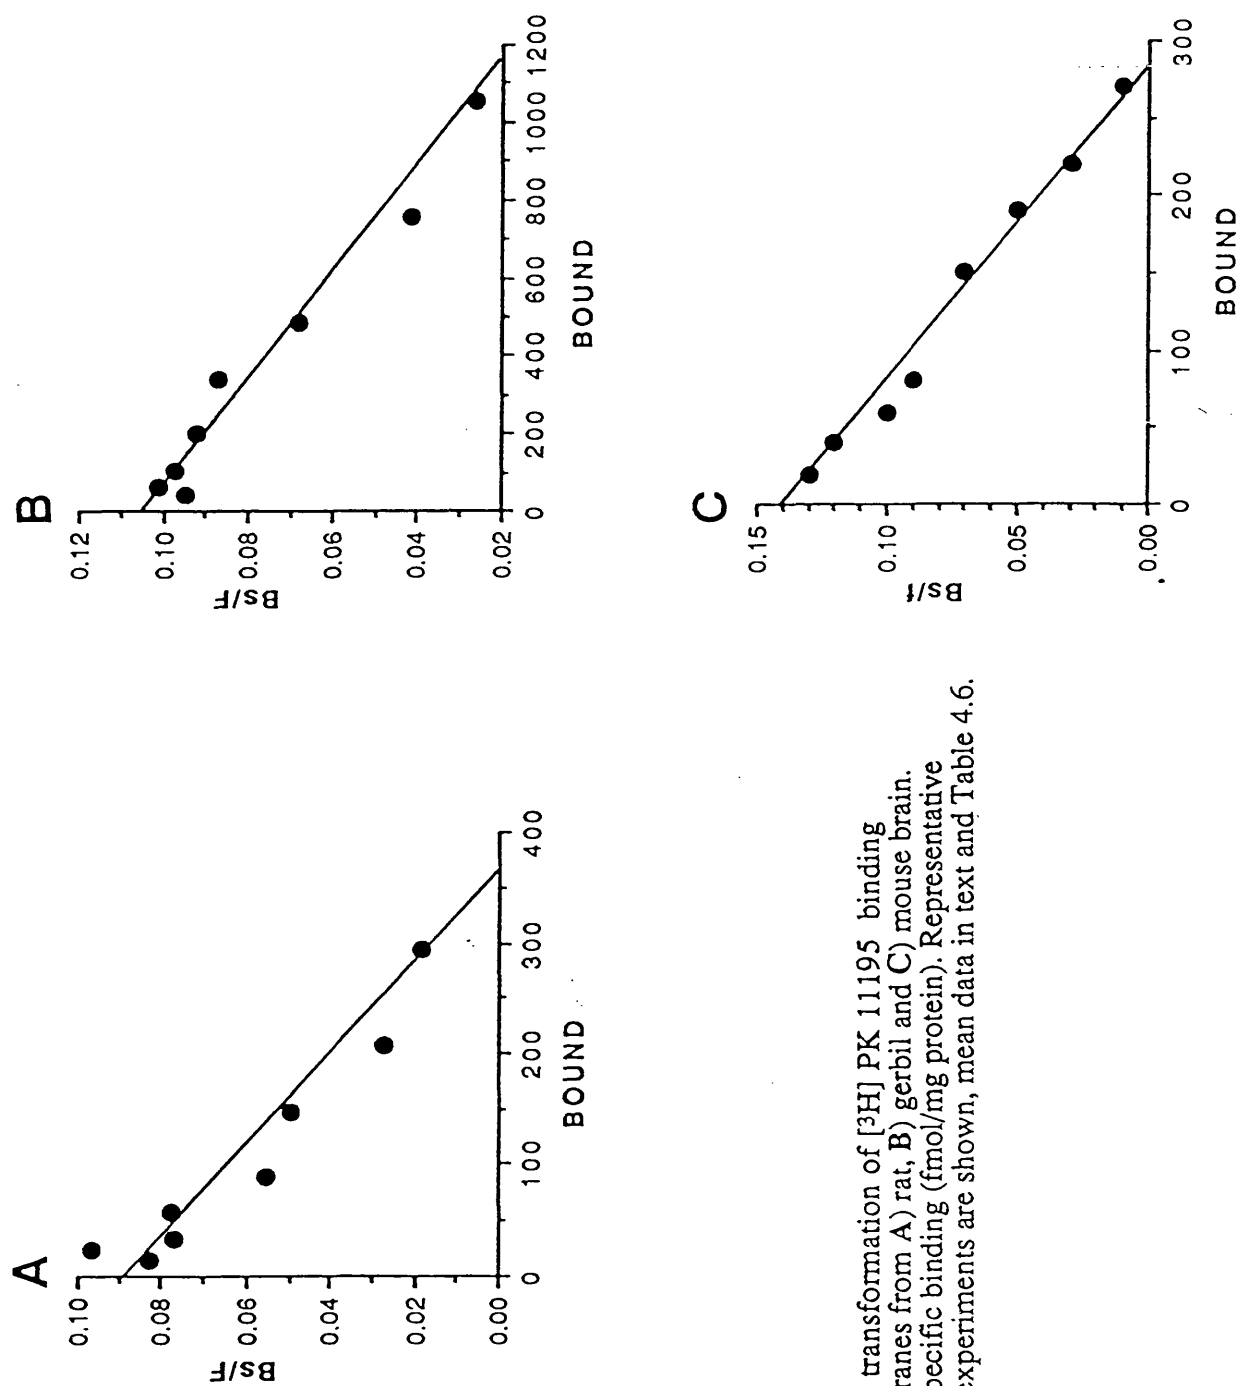 A
Bs/F
0.10
0.08
0.06
0.04
0.02
0.00
0 100 200 300 400
BOUND
B
Bs/F
0.12
0.10
0.08
0.06
0.04
0.02
0 200 400 600 800 1000 1200
BOUND
C
Bs/f
0.15
0.10
0.05
0.00
0 100 200 300
BOUND
transformation of [³H] PK 11195 binding
ranes from A) rat, B) gerbil and C) mouse brain.
pecific binding (fmol/mg protein). Representative
experiments are shown, mean data in text and Table 4.6.